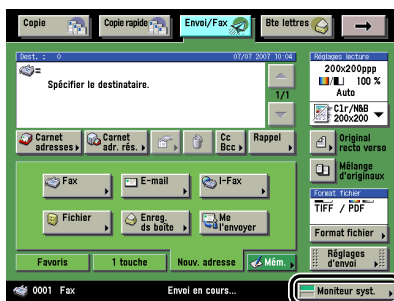 Copie
Copie rapide
Envoi/Fax
Bte lettres
Dest. : 0
07/07 2007 10:04
Spécifier le destinataire.
1/1
Carnet adresses
Carnet adr. rés.
Cc Bcc
Rappel
Fax
E-mail
I-Fax
Fichier
Enreg. ds boîte
Me l'envoyer
Favoris
1 touche
Nouv. adresse
Mém.
Réglages lecture
200x200ppp
100 %
Auto
Clr/N&B
200x200
Original recto verso
Mélange d'originaux
Format fichier
TIFF / PDF
Format fichier
Réglages d'envoi
0001 Fax
Envoi en cours...
Moniteur syst.